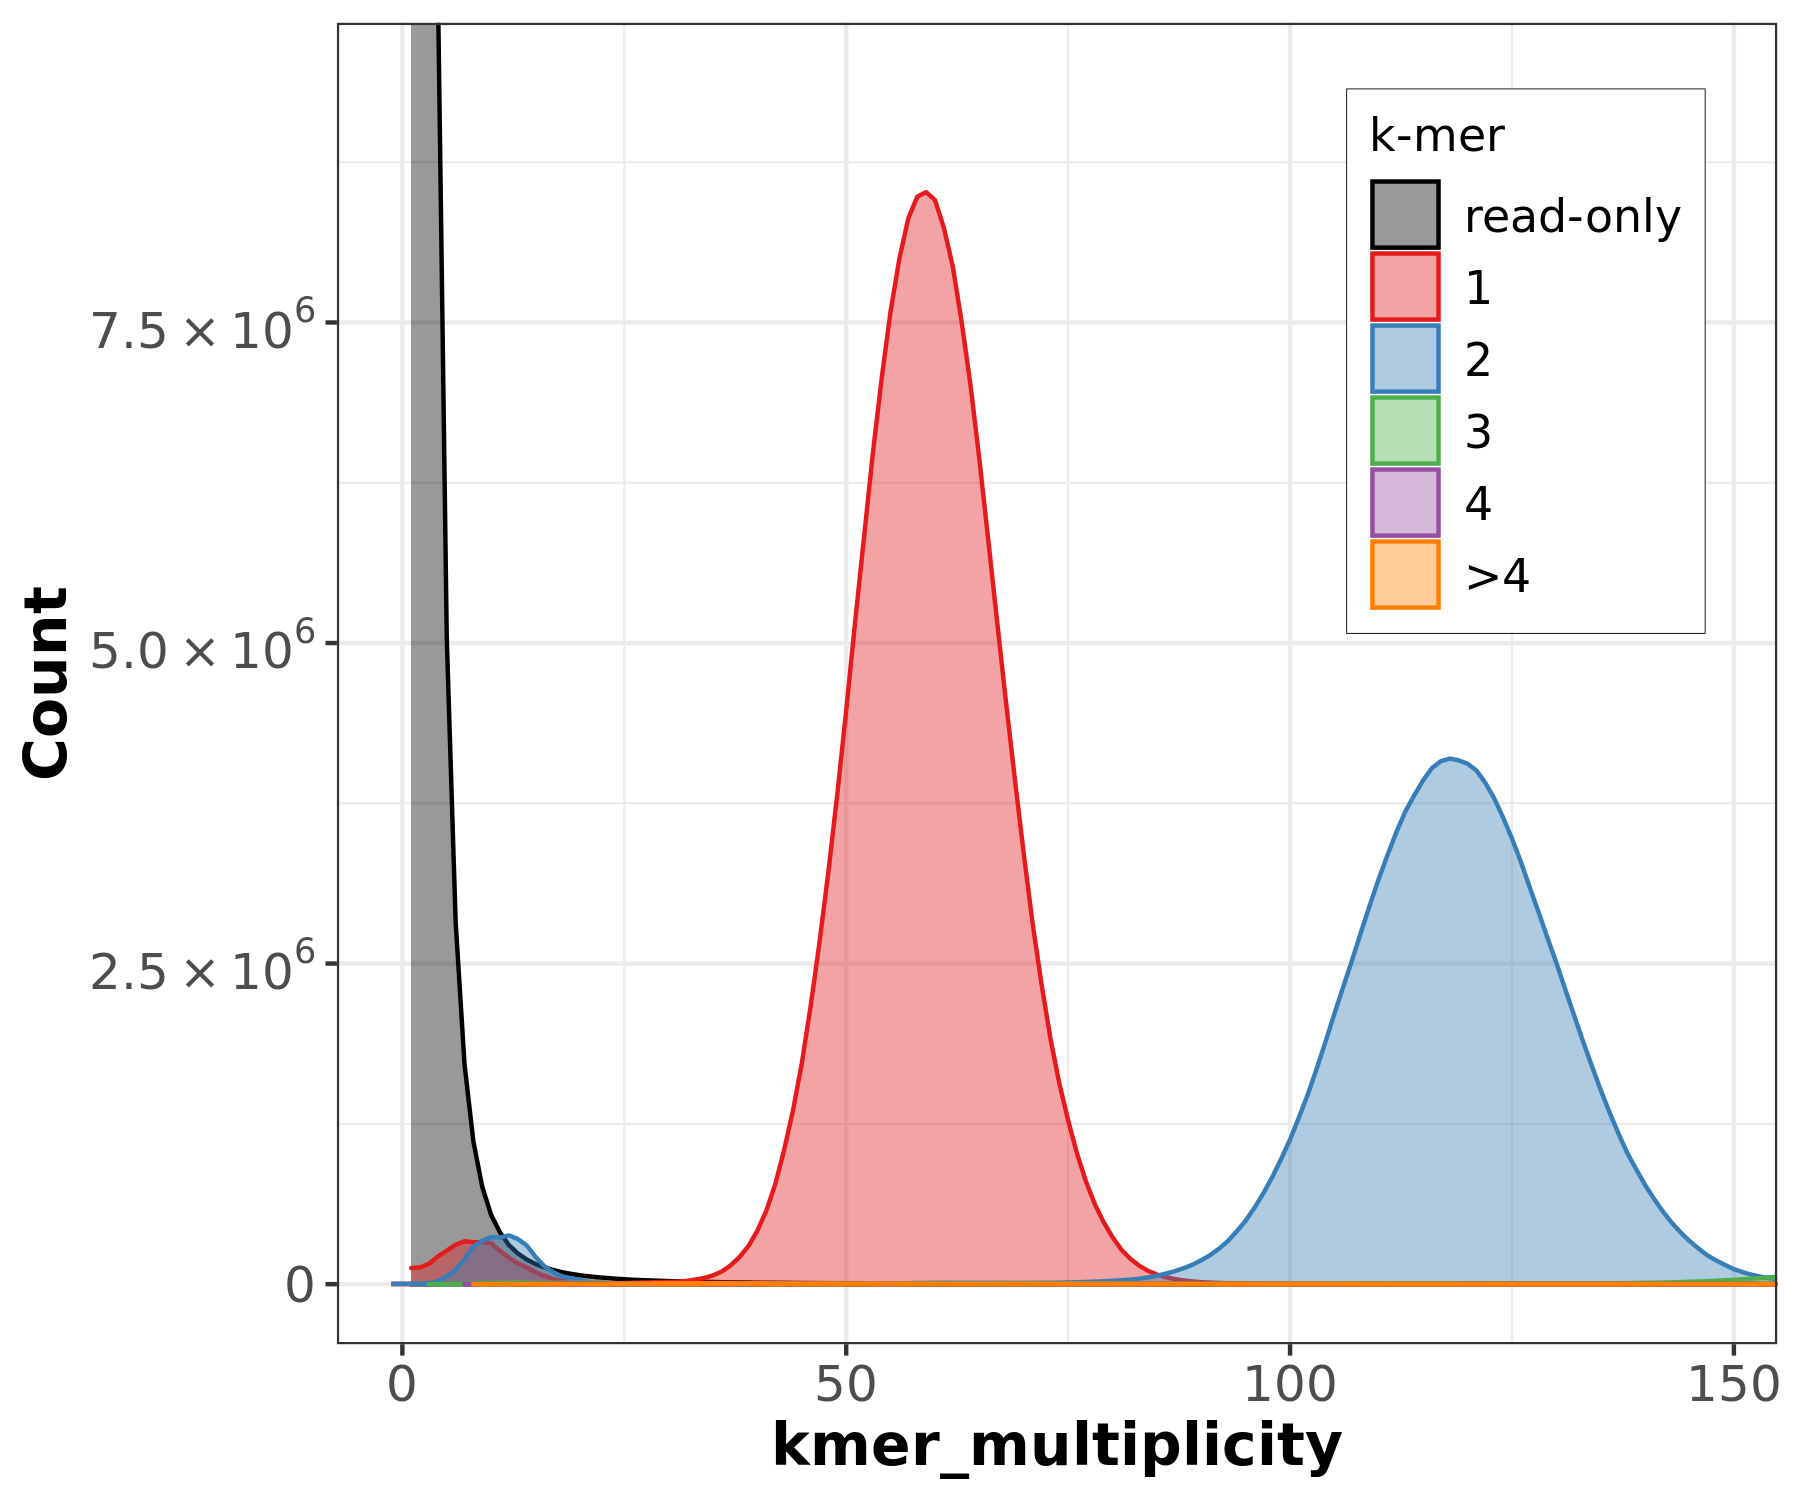 Count
7.5 × 10⁶
5.0 × 10⁶
2.5 × 10⁶
0
k-mer
read-only
1
2
3
4
>4
0 50 100 150
kmer_multiplicity